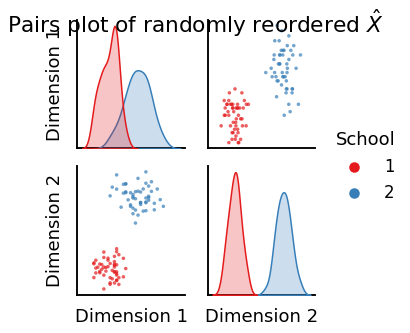 Pairs plot of randomly reordered X̂
Dimension 1
School
1
2
Dimension 2
Dimension 1 Dimension 2